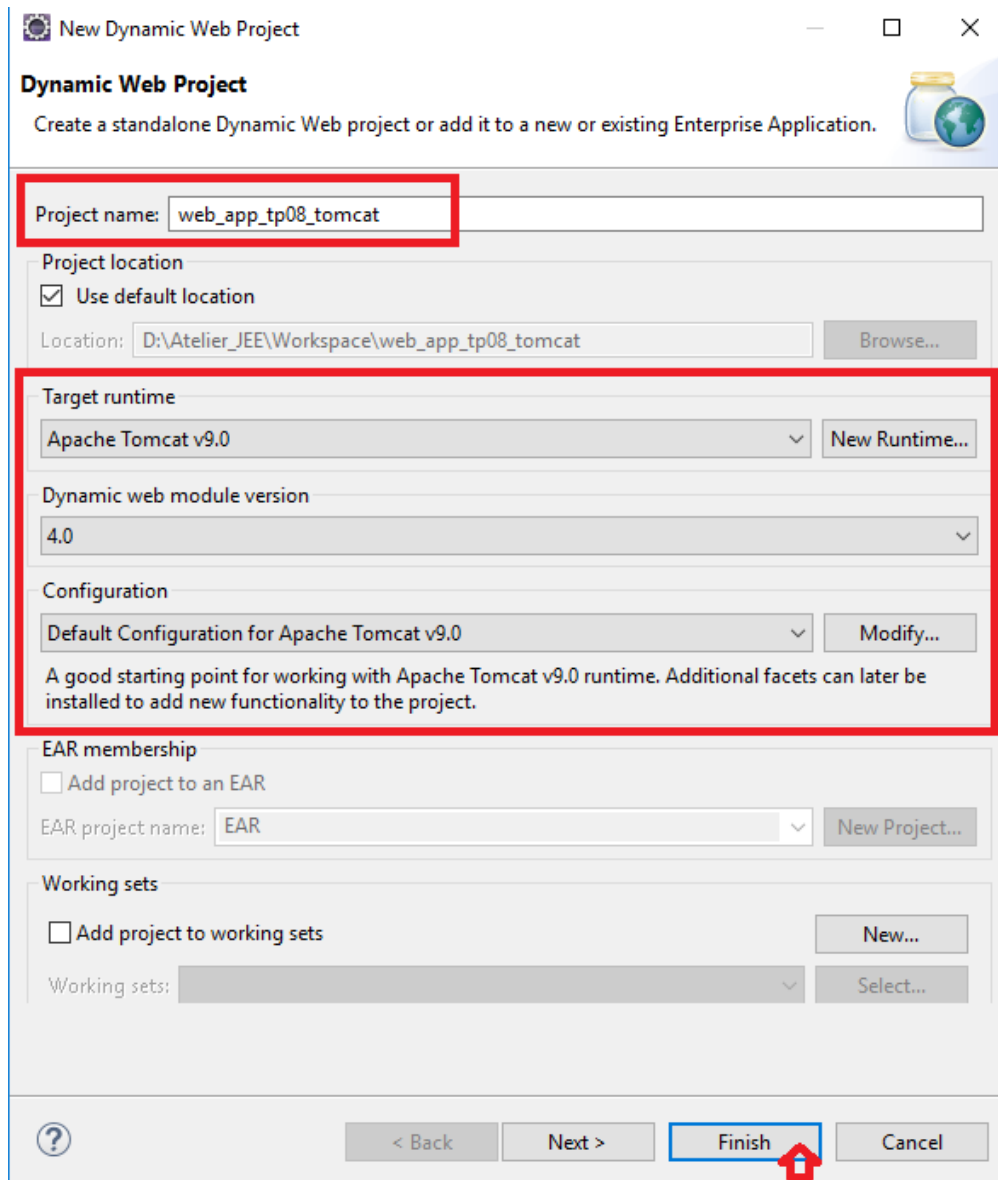 New Dynamic Web Project
Dynamic Web Project
Create a standalone Dynamic Web project or add it to a new or existing Enterprise Application.
Project name: web_app_tp08_tomcat
Project location
Use default location
Location: D:\Atelier_JEE\Workspace\web_app_tp08_tomcat Browse...
Target runtime
Apache Tomcat v9.0 New Runtime...
Dynamic web module version
4.0
Configuration
Default Configuration for Apache Tomcat v9.0 Modify...
A good starting point for working with Apache Tomcat v9.0 runtime. Additional facets can later be
installed to add new functionality to the project.
EAR membership
Add project to an EAR
EAR project name: EAR New Project...
Working sets
Add project to working sets New...
Working sets: Select...
? < Back Next > Finish Cancel